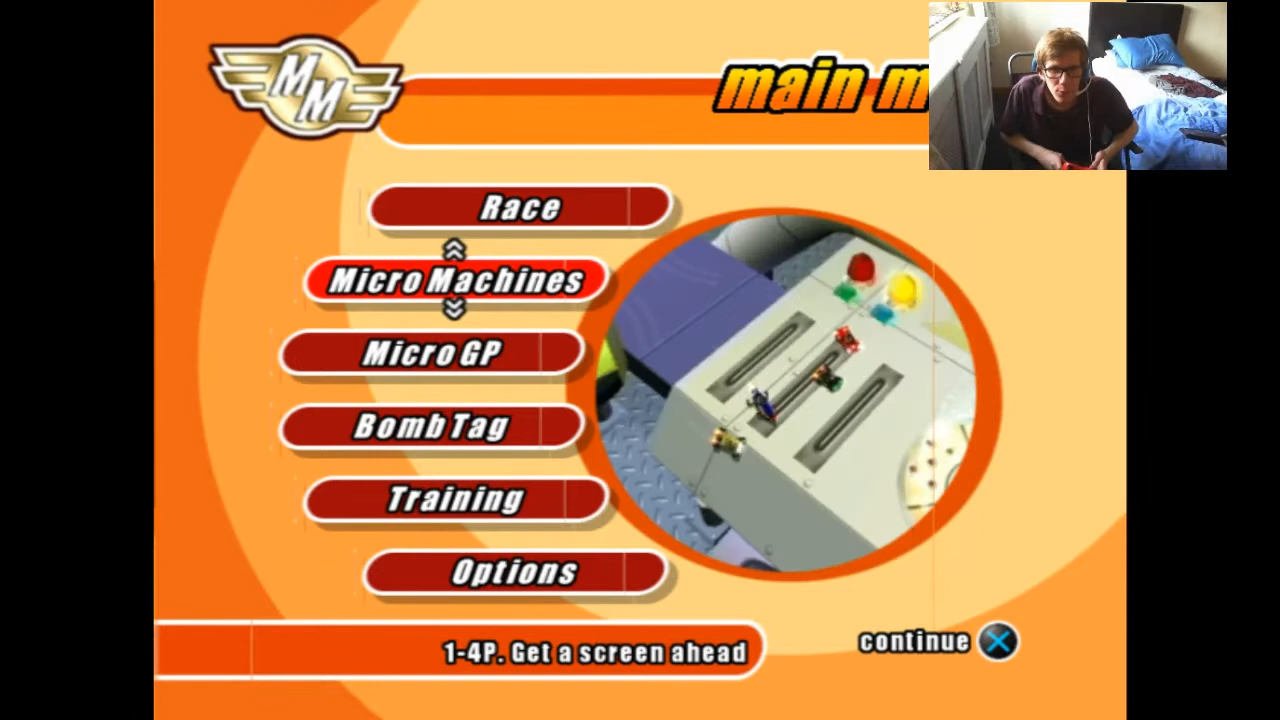 MM
main m
Race
Micro Machines
Micro GP
Bomb Tag
Training
Options
1-4P. Get a screen ahead
continue